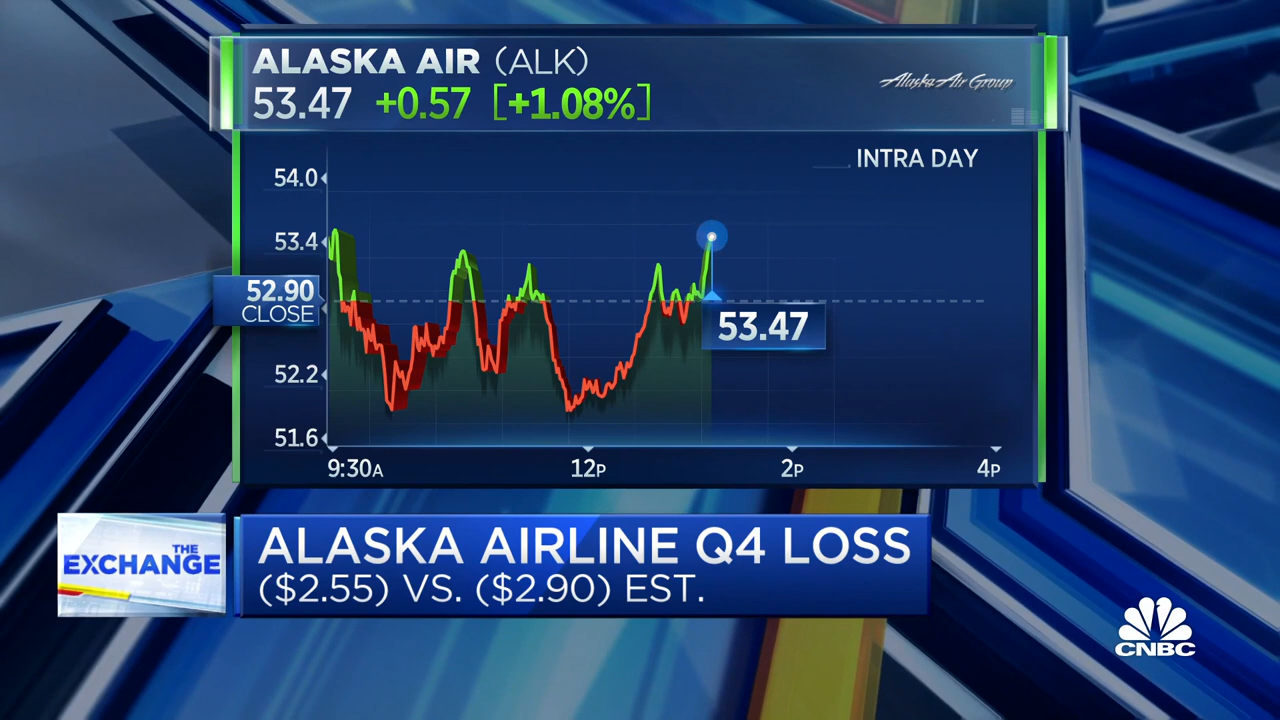 ALASKA AIR (ALK)
53.47 +0.57 [+1.08%]
Alaska Air Group
INTRA DAY
54.0
53.4
52.90
CLOSE
53.47
52.2
51.6
9:30A 12P 2P 4P
THE
EXCHANGE
ALASKA AIRLINE Q4 LOSS
($2.55) VS. ($2.90) EST.
CNBC